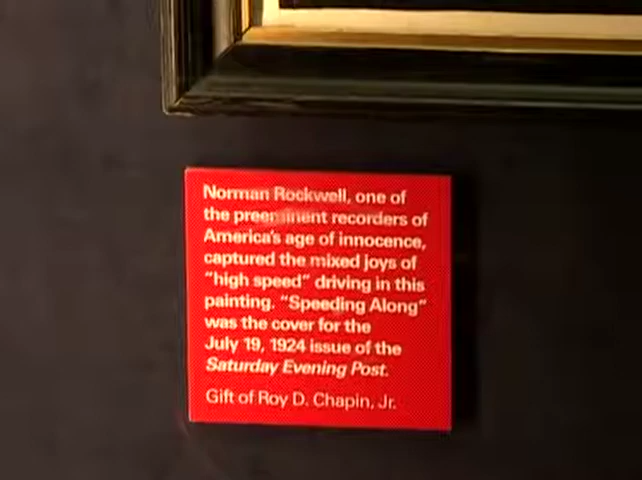 Norman Rockwell, one of
the preeminent recorders of
America's age of innocence,
captured the mixed joys of
"high speed" driving in this
painting. "Speeding Along"
was the cover for the
July 19, 1924 issue of the
Saturday Evening Post.
Gift of Roy D. Chapin, Jr.